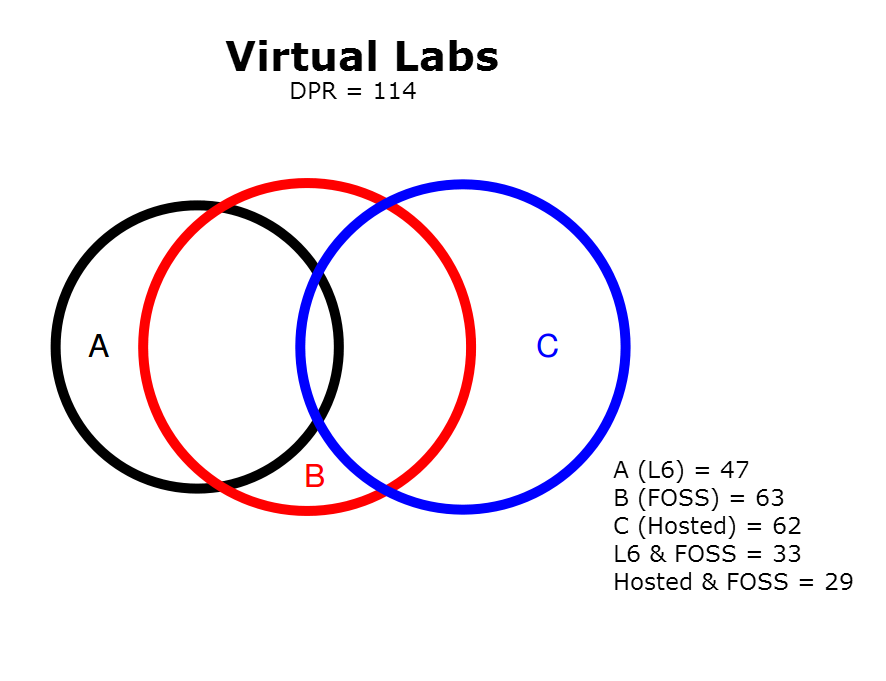 Virtual Labs
DPR = 114
A
C
B
A (L6) = 47
B (FOSS) = 63
C (Hosted) = 62
L6 & FOSS = 33
Hosted & FOSS = 29